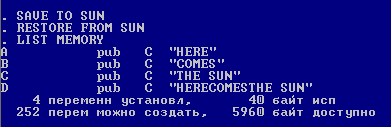 . SAVE TO SUN
. RESTORE FROM SUN
. LIST MEMORY
A pub C "HERE"
B pub C "COMES"
C pub C "THE SUN"
D pub C "HERECOMESTHE SUN"
4 переменн установл, 40 байт исп
252 перем можно создать, 5960 байт доступно